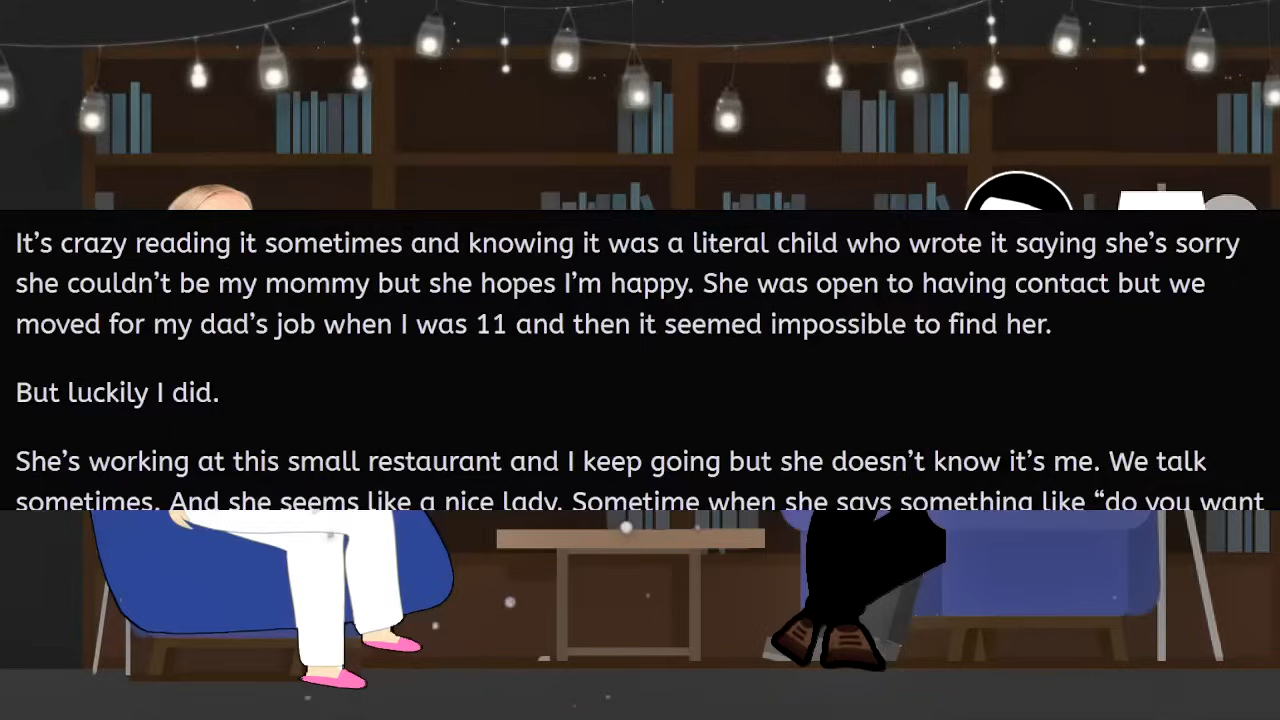 It’s crazy reading it sometimes and knowing it was a literal child who wrote it saying she’s sorry
she couldn’t be my mommy but she hopes I’m happy. She was open to having contact but we
moved for my dad’s job when I was 11 and then it seemed impossible to find her.
But luckily I did.
She’s working at this small restaurant and I keep going but she doesn’t know it’s me. We talk
sometimes. And she seems like a nice lady. Sometime when she says something like “do you want